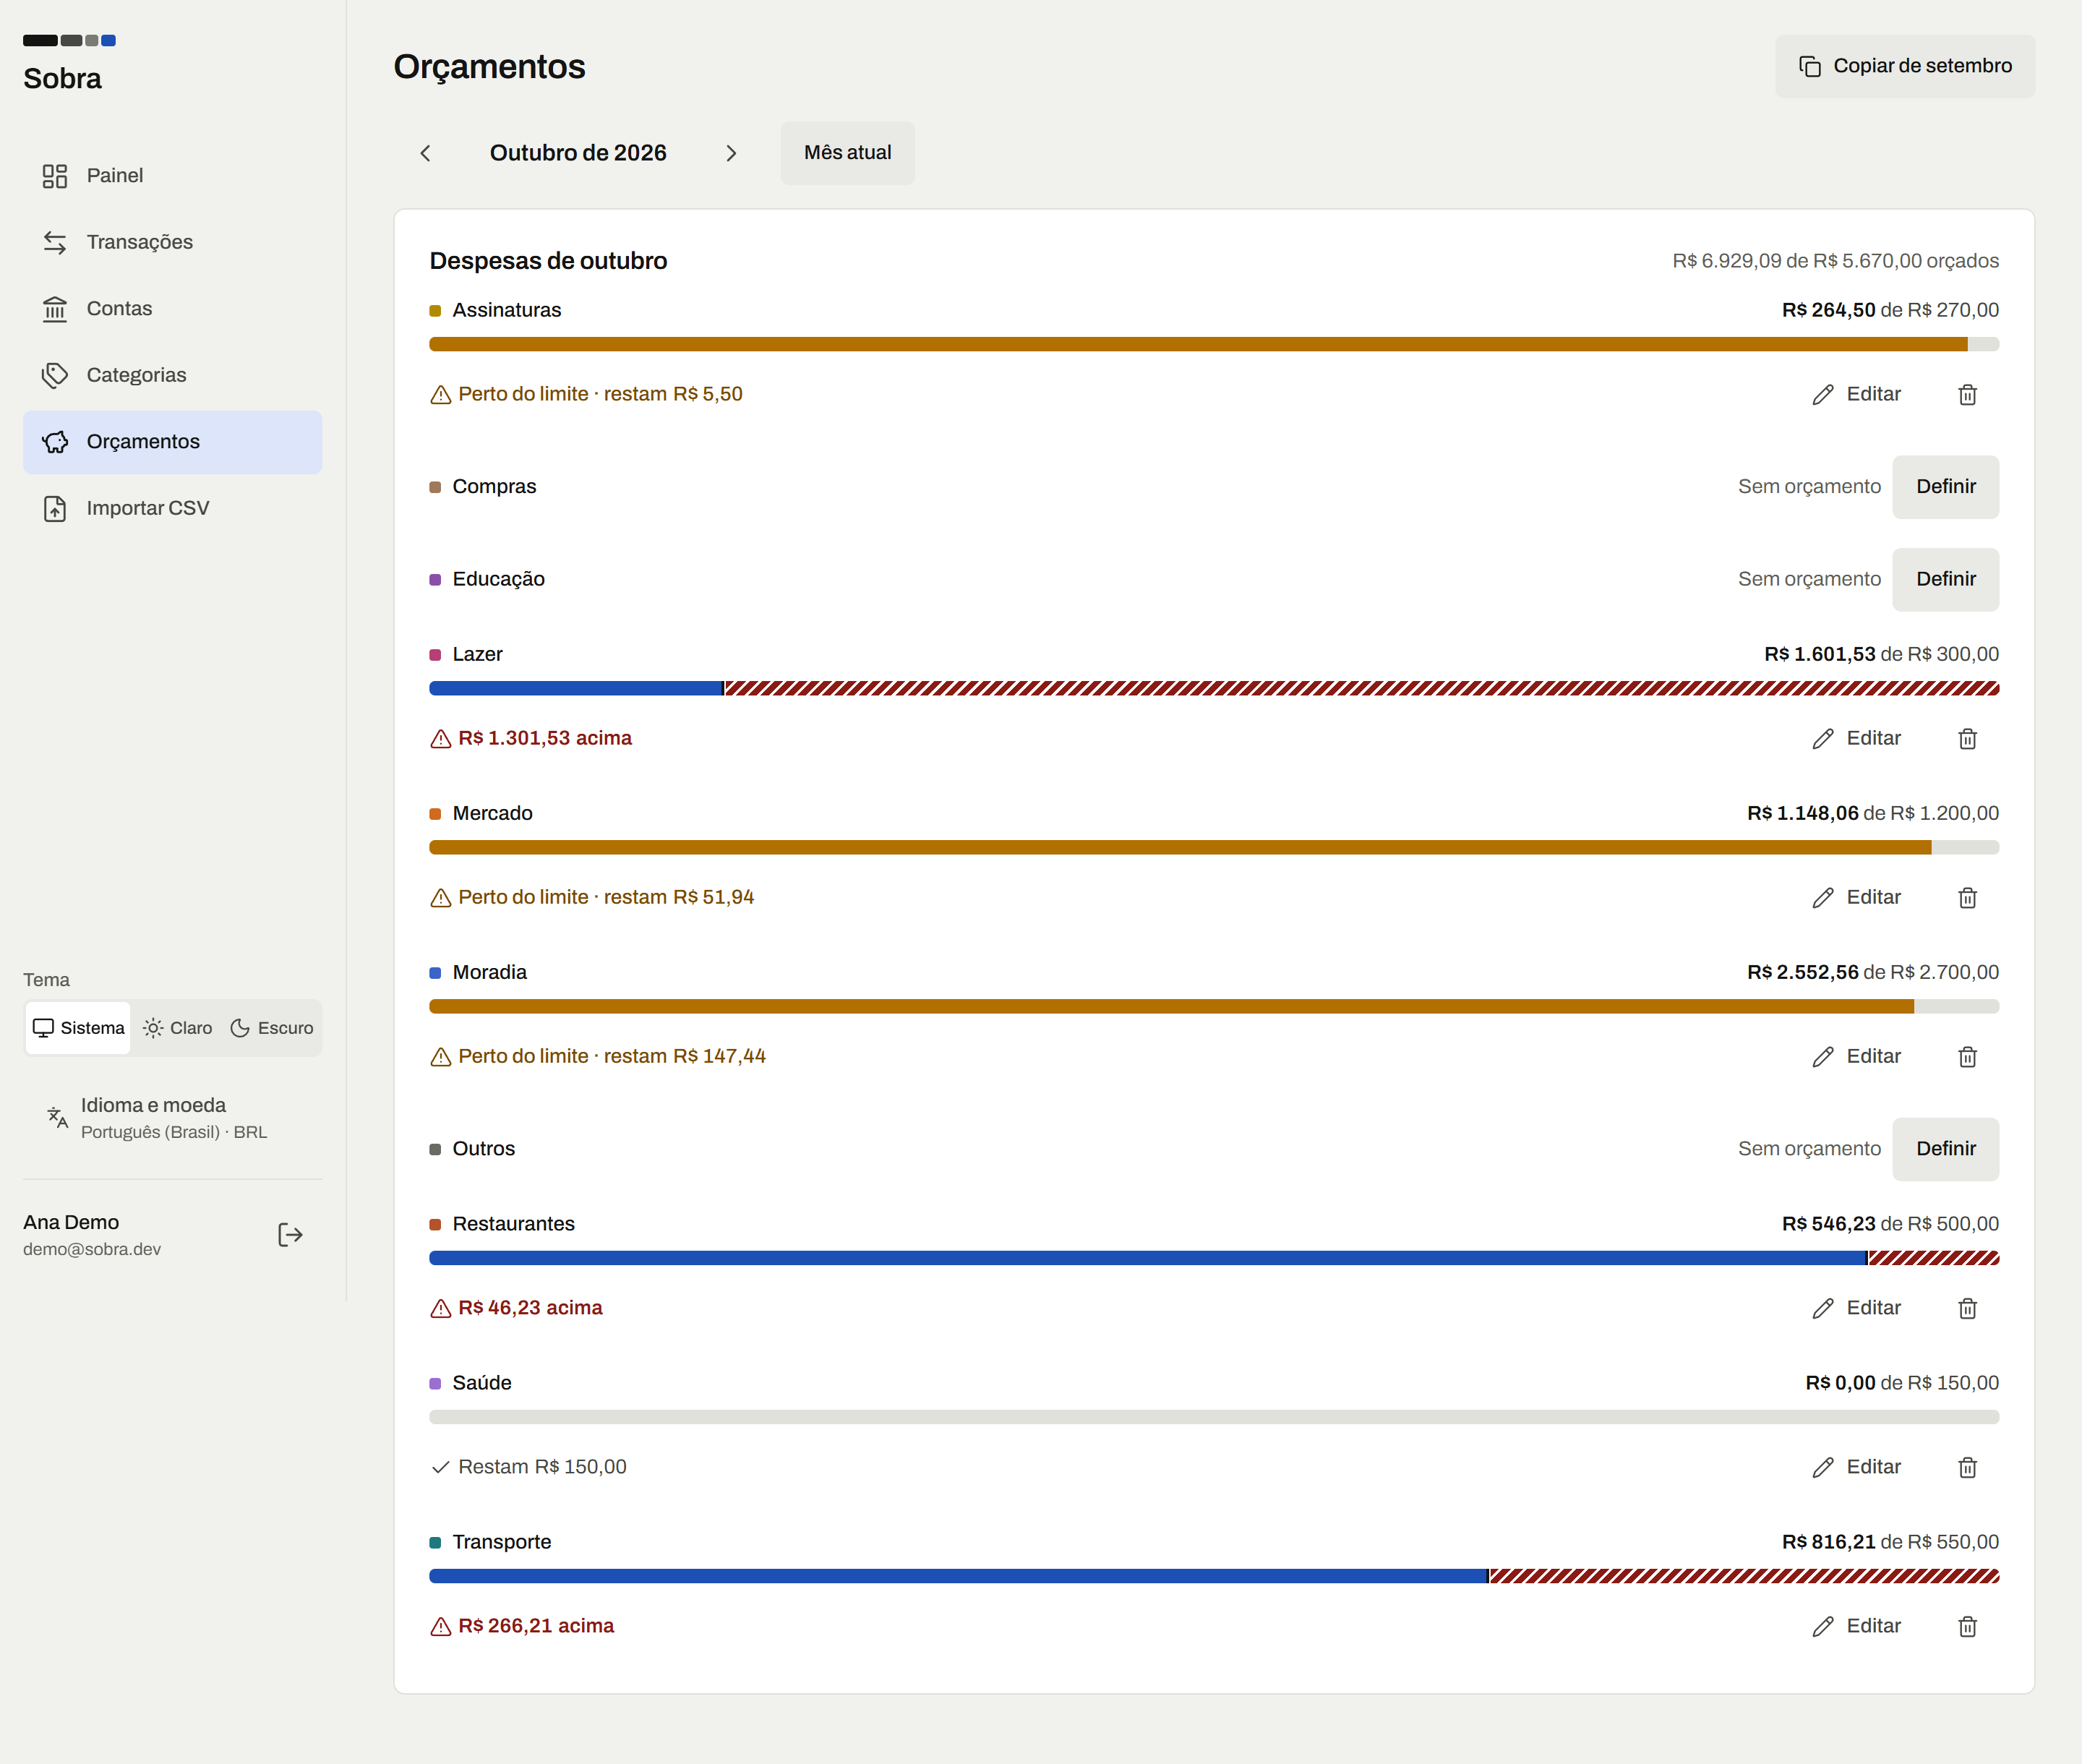 Sobra
Painel
Transações
Contas
Categorias
Orçamentos
Importar CSV
Tema
Sistema
Claro
Escuro
Idioma e moeda
Português (Brasil) · BRL
Ana Demo
demo@sobra.dev
Orçamentos
Copiar de setembro
Outubro de 2026
Mês atual
Despesas de outubro
R$ 6.929,09 de R$ 5.670,00 orçados
Assinaturas
R$ 264,50 de R$ 270,00
Perto do limite · restam R$ 5,50
Editar
Compras
Sem orçamento
Definir
Educação
Sem orçamento
Definir
Lazer
R$ 1.601,53 de R$ 300,00
R$ 1.301,53 acima
Editar
Mercado
R$ 1.148,06 de R$ 1.200,00
Perto do limite · restam R$ 51,94
Editar
Moradia
R$ 2.552,56 de R$ 2.700,00
Perto do limite · restam R$ 147,44
Editar
Outros
Sem orçamento
Definir
Restaurantes
R$ 546,23 de R$ 500,00
R$ 46,23 acima
Editar
Saúde
R$ 0,00 de R$ 150,00
Restam R$ 150,00
Editar
Transporte
R$ 816,21 de R$ 550,00
R$ 266,21 acima
Editar